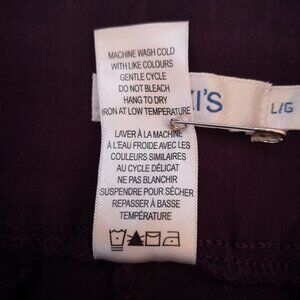 MACHINE WASH COLD
WITH LIKE COLOURS
GENTLE CYCLE
DO NOT BLEACH
HANG TO DRY
IRON AT LOW TEMPERATURE
I'S
L/G
LAVER À LA MACHINE
À L'EAU FROIDE AVEC LES
COULEURS SIMILAIRES
AU CYCLE DÉLICAT
NE PAS BLANCHIR
SUSPENDRE POUR SÉCHER
REPASSER À BASSE
TEMPÉRATURE